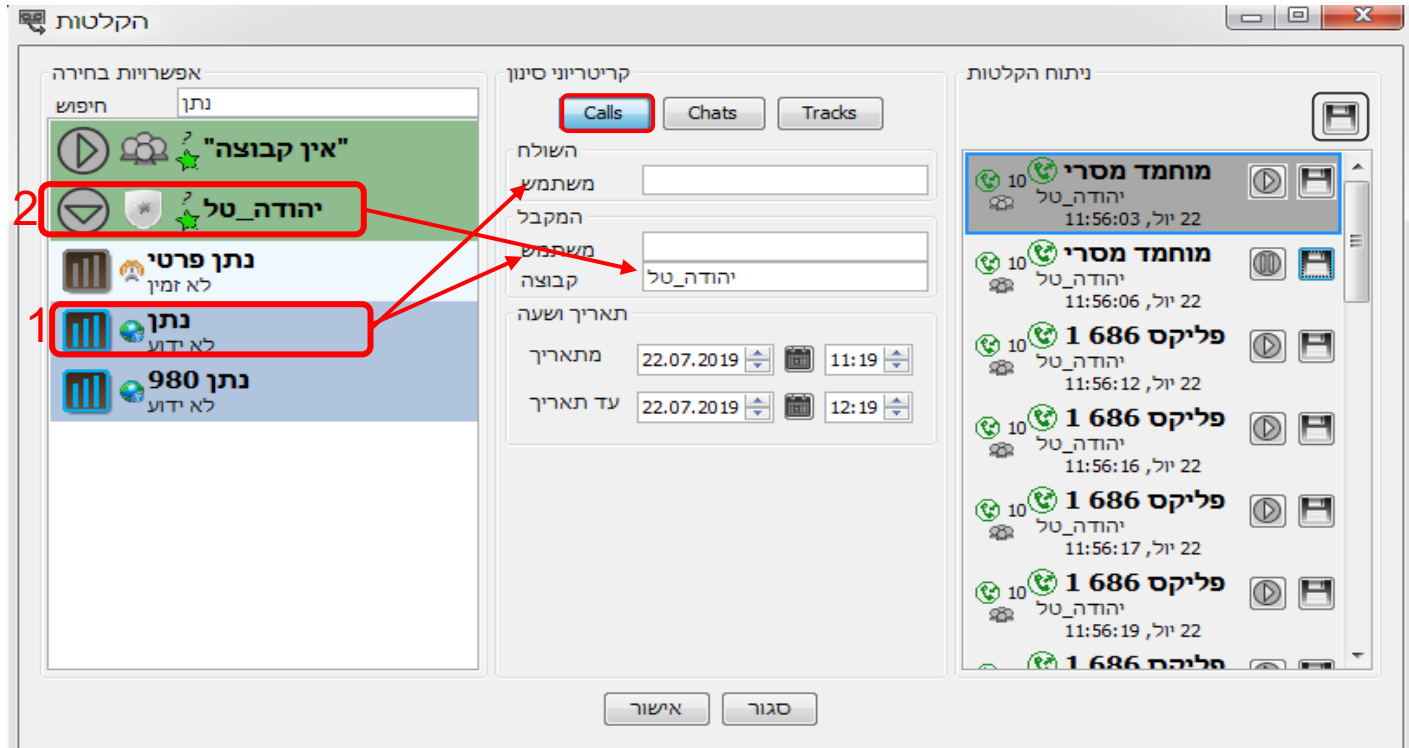 הקלטות
אפשרויות בחירה
חיפוש
נתן
"אין קבוצה"
?
2
יהודה_טל
?
נתן פרטי
לא זמין
1
נתן
לא ידוע
נתן 980
לא ידוע
קריטריוני סינון
Calls
Chats
Tracks
השולח
משתמש
המקבל
משתמש
קבוצה
יהודה_טל
תאריך ושעה
מתאריך
22.07.2019
11:19
עד תאריך
22.07.2019
12:19
סגור
אישור
ניתוח הקלטות
מוחמד מסרי
10
יהודה_טל
22 יול, 11:56:03
מוחמד מסרי
10
יהודה_טל
22 יול, 11:56:06
פליקס 686 1
10
יהודה_טל
22 יול, 11:56:12
פליקס 686 1
10
יהודה_טל
22 יול, 11:56:16
פליקס 686 1
10
יהודה_טל
22 יול, 11:56:17
פליקס 686 1
10
יהודה_טל
22 יול, 11:56:19
פליקס 686 1